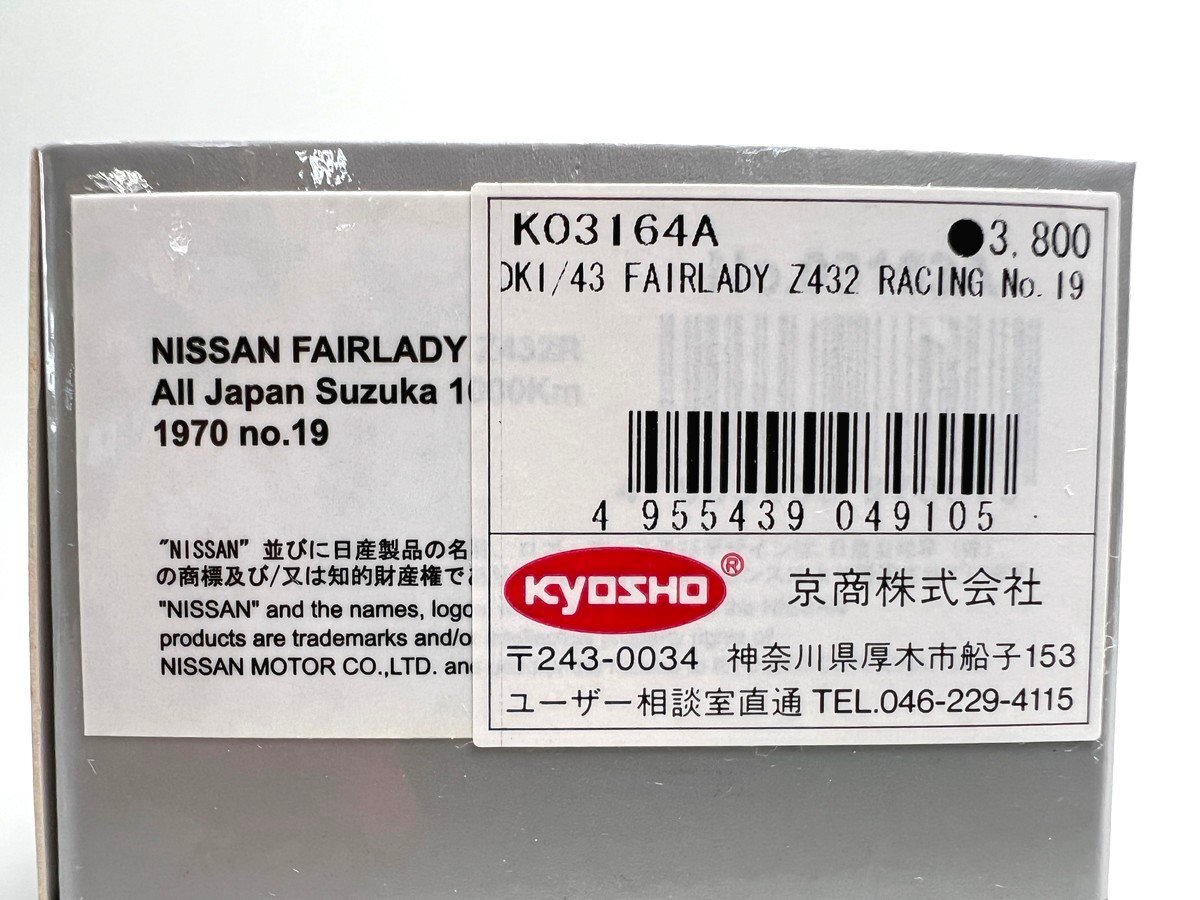 NISSAN FAIRLADY Z432R
All Japan Suzuka 1000Km
1970 no.19
"NISSAN" 並びに日産製品の名
の商標及び/又は知的財産権で
"NISSAN" and the names, logo
products are trademarks and/o
NISSAN MOTOR CO.,LTD. and
K03164A ●3,800
DK1/43 FAIRLADY Z432 RACING No.19
4 955439 049105
KYOSHO® 京商株式会社
〒243-0034 神奈川県厚木市船子153
ユーザー相談室直通 TEL.046-229-4115